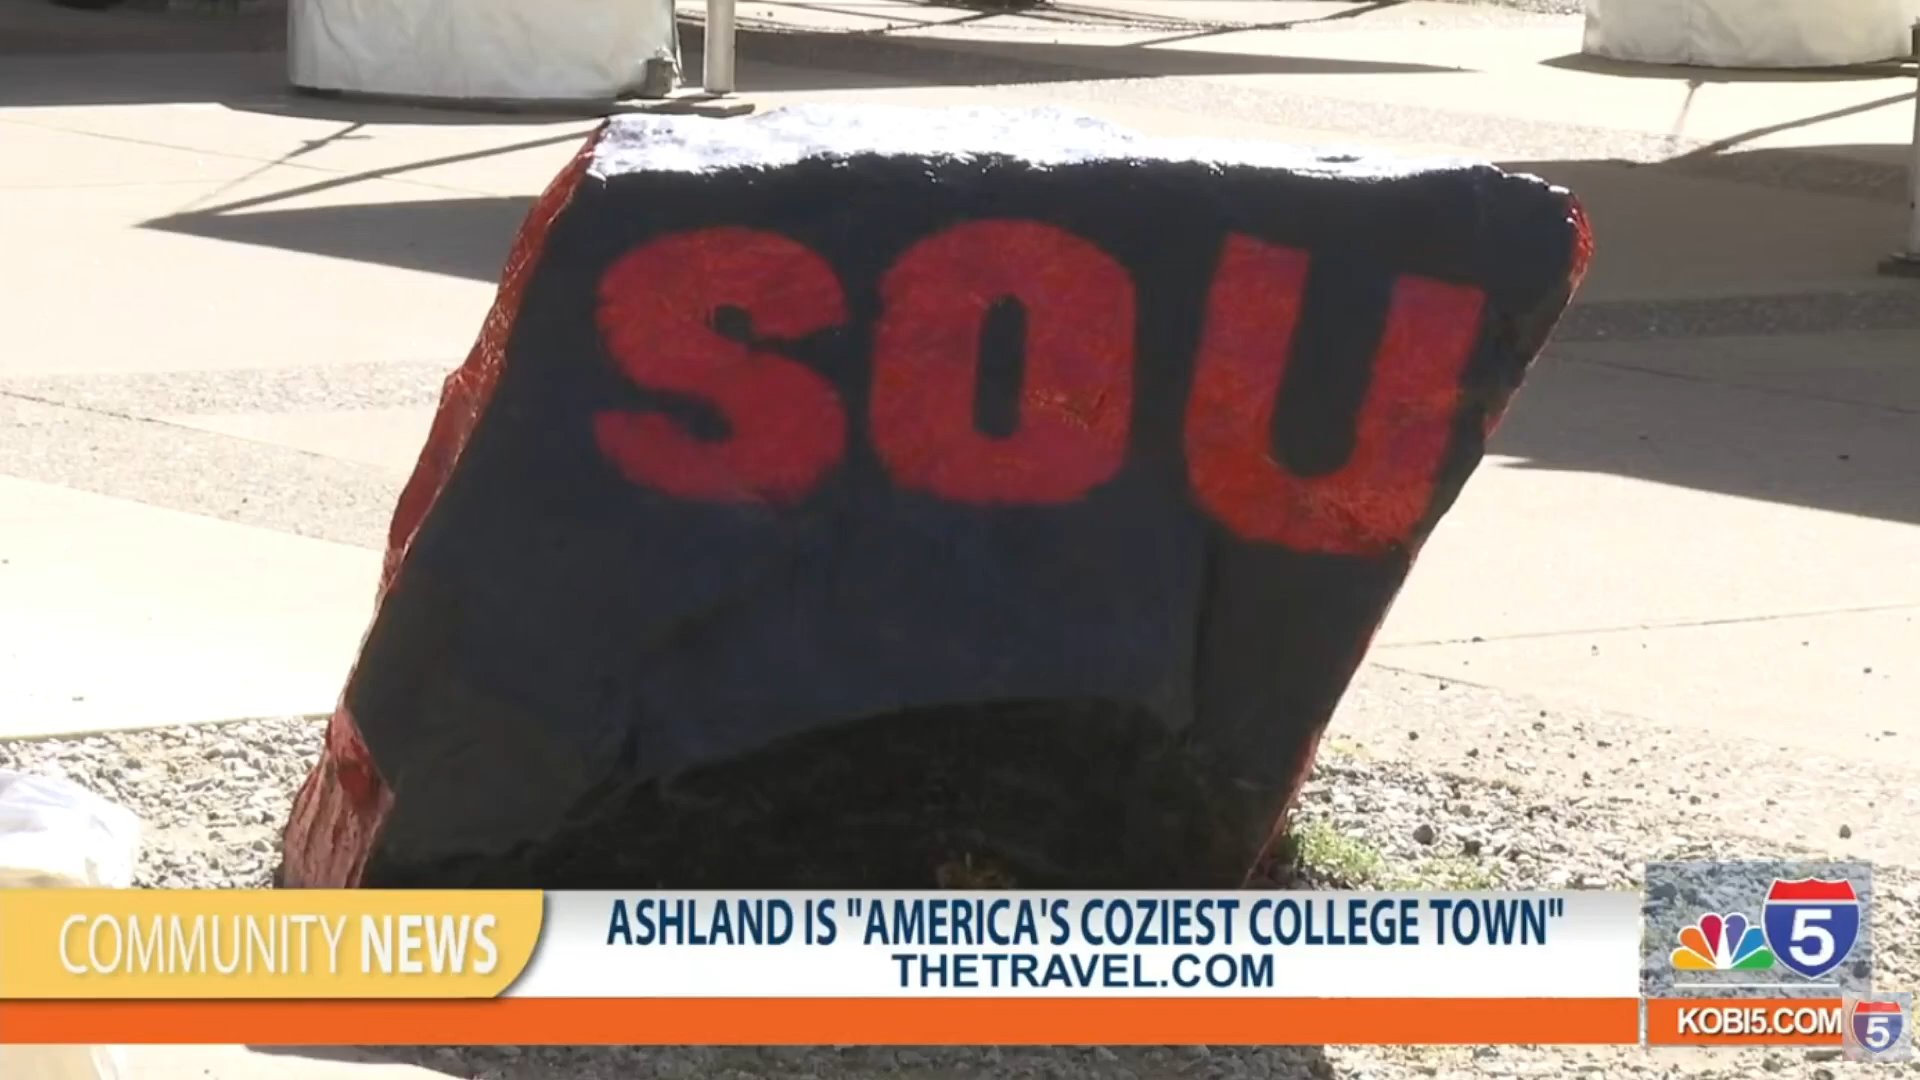 SOU
COMMUNITY NEWS
ASHLAND IS "AMERICA'S COZIEST COLLEGE TOWN"
THETRAVEL.COM
5
KOBI5.COM
5